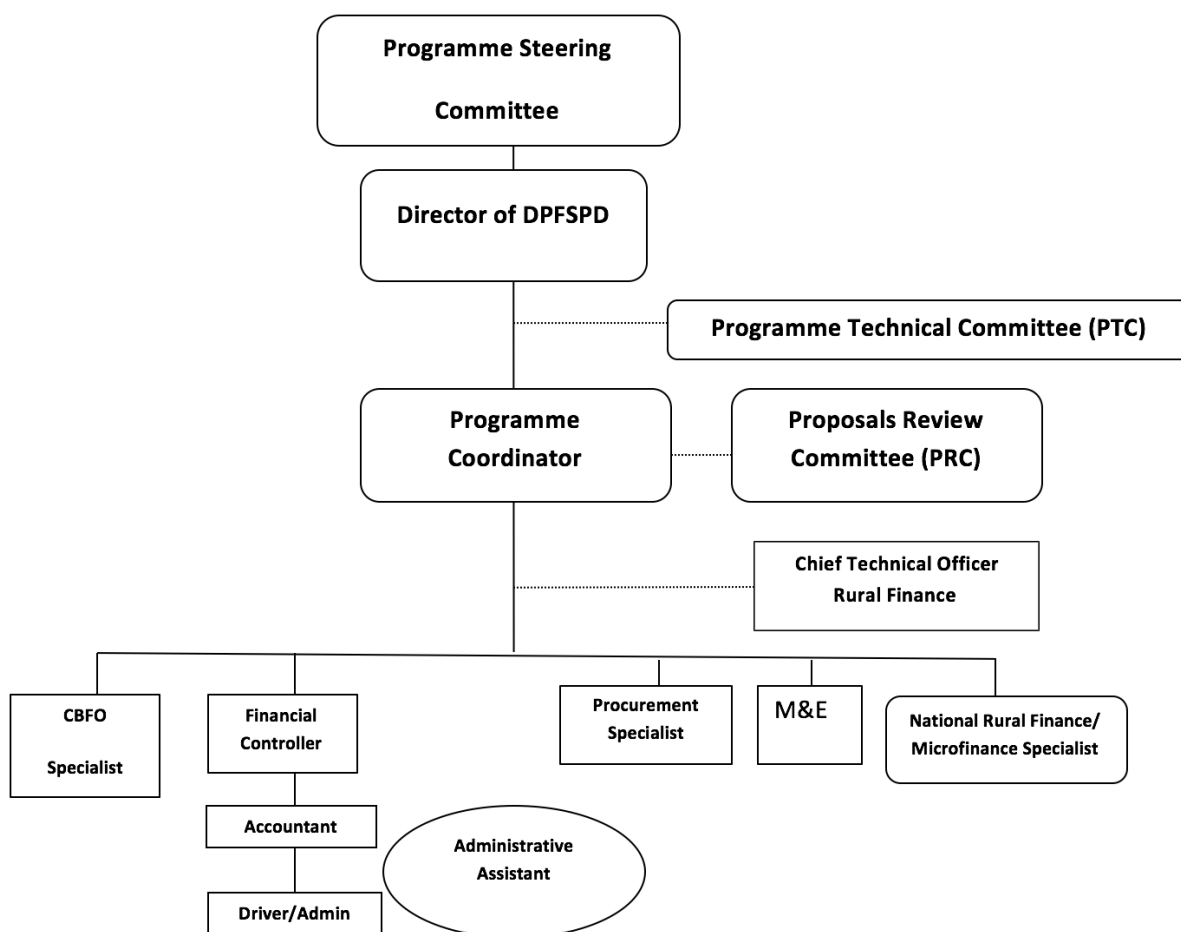 Programme Steering
Committee
Director of DPFSPD
Programme Technical Committee (PTC)
Programme
Coordinator
Proposals Review
Committee (PRC)
Chief Technical Officer
Rural Finance
CBFO
Specialist
Financial
Controller
Procurement
Specialist
M&E
National Rural Finance/
Microfinance Specialist
Accountant
Administrative
Assistant
Driver/Admin